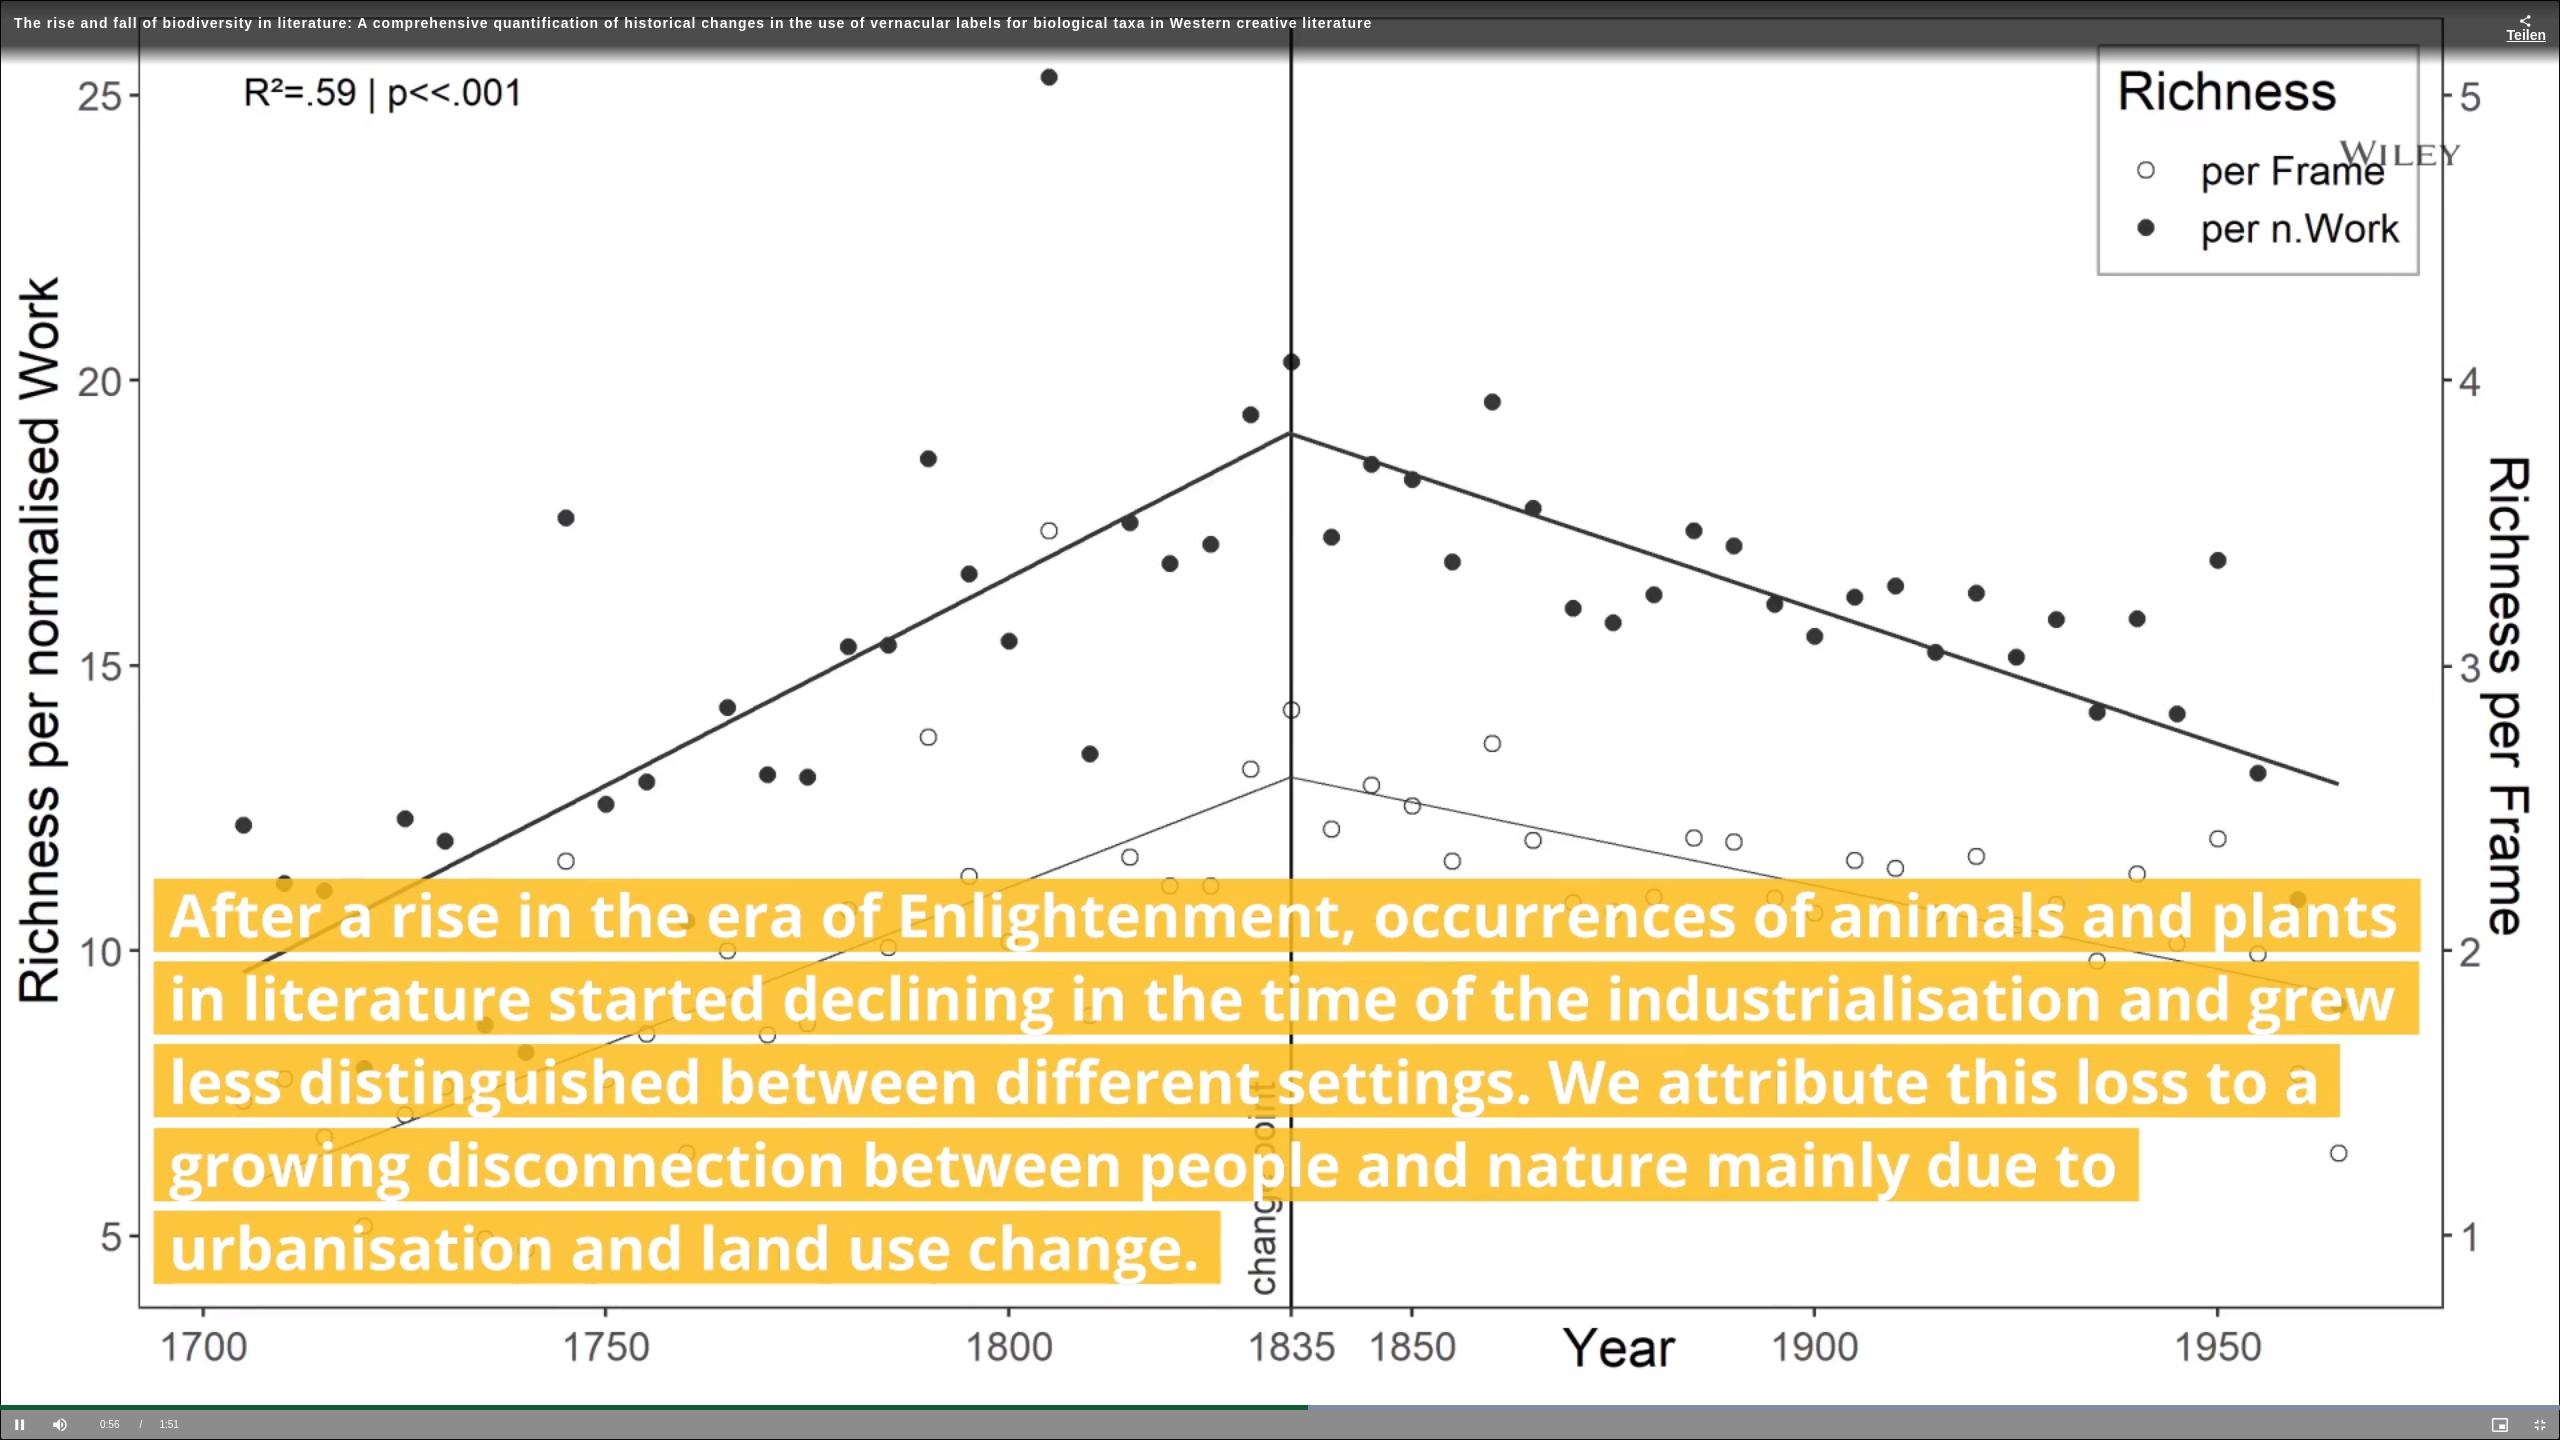 The rise and fall of biodiversity in literature: A comprehensive quantification of historical changes in the use of vernacular labels for biological taxa in Western creative literature
Teilen
R²=.59 | p<<.001
Richness
WILEY
per Frame
per n.Work
Richness per normalised Work
25
20
15
10
5
Richness per Frame
5
4
3
2
1
After a rise in the era of Enlightenment, occurrences of animals and plants
in literature started declining in the time of the industrialisation and grew
less distinguished between different settings. We attribute this loss to a
growing disconnection between people and nature mainly due to
urbanisation and land use change.
change point
1700 1750 1800 1835 1850 1900 1950
Year
0:56 / 1:51